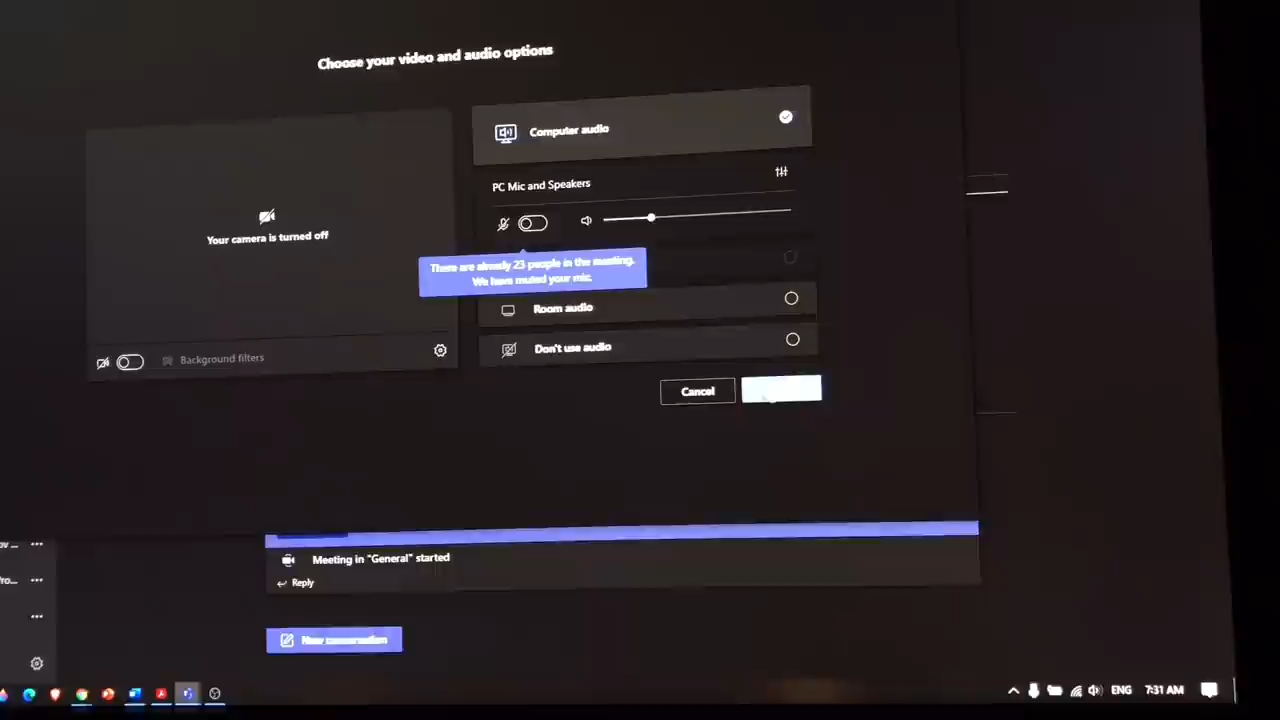 Choose your video and audio options
Computer audio
PC Mic and Speakers
Your camera is turned off
There are already 23 people in the meeting.
We have muted your mic.
Room audio
Don't use audio
Background filters
Cancel
Meeting in "General" started
Reply
New conversation
ENG
7:31 AM